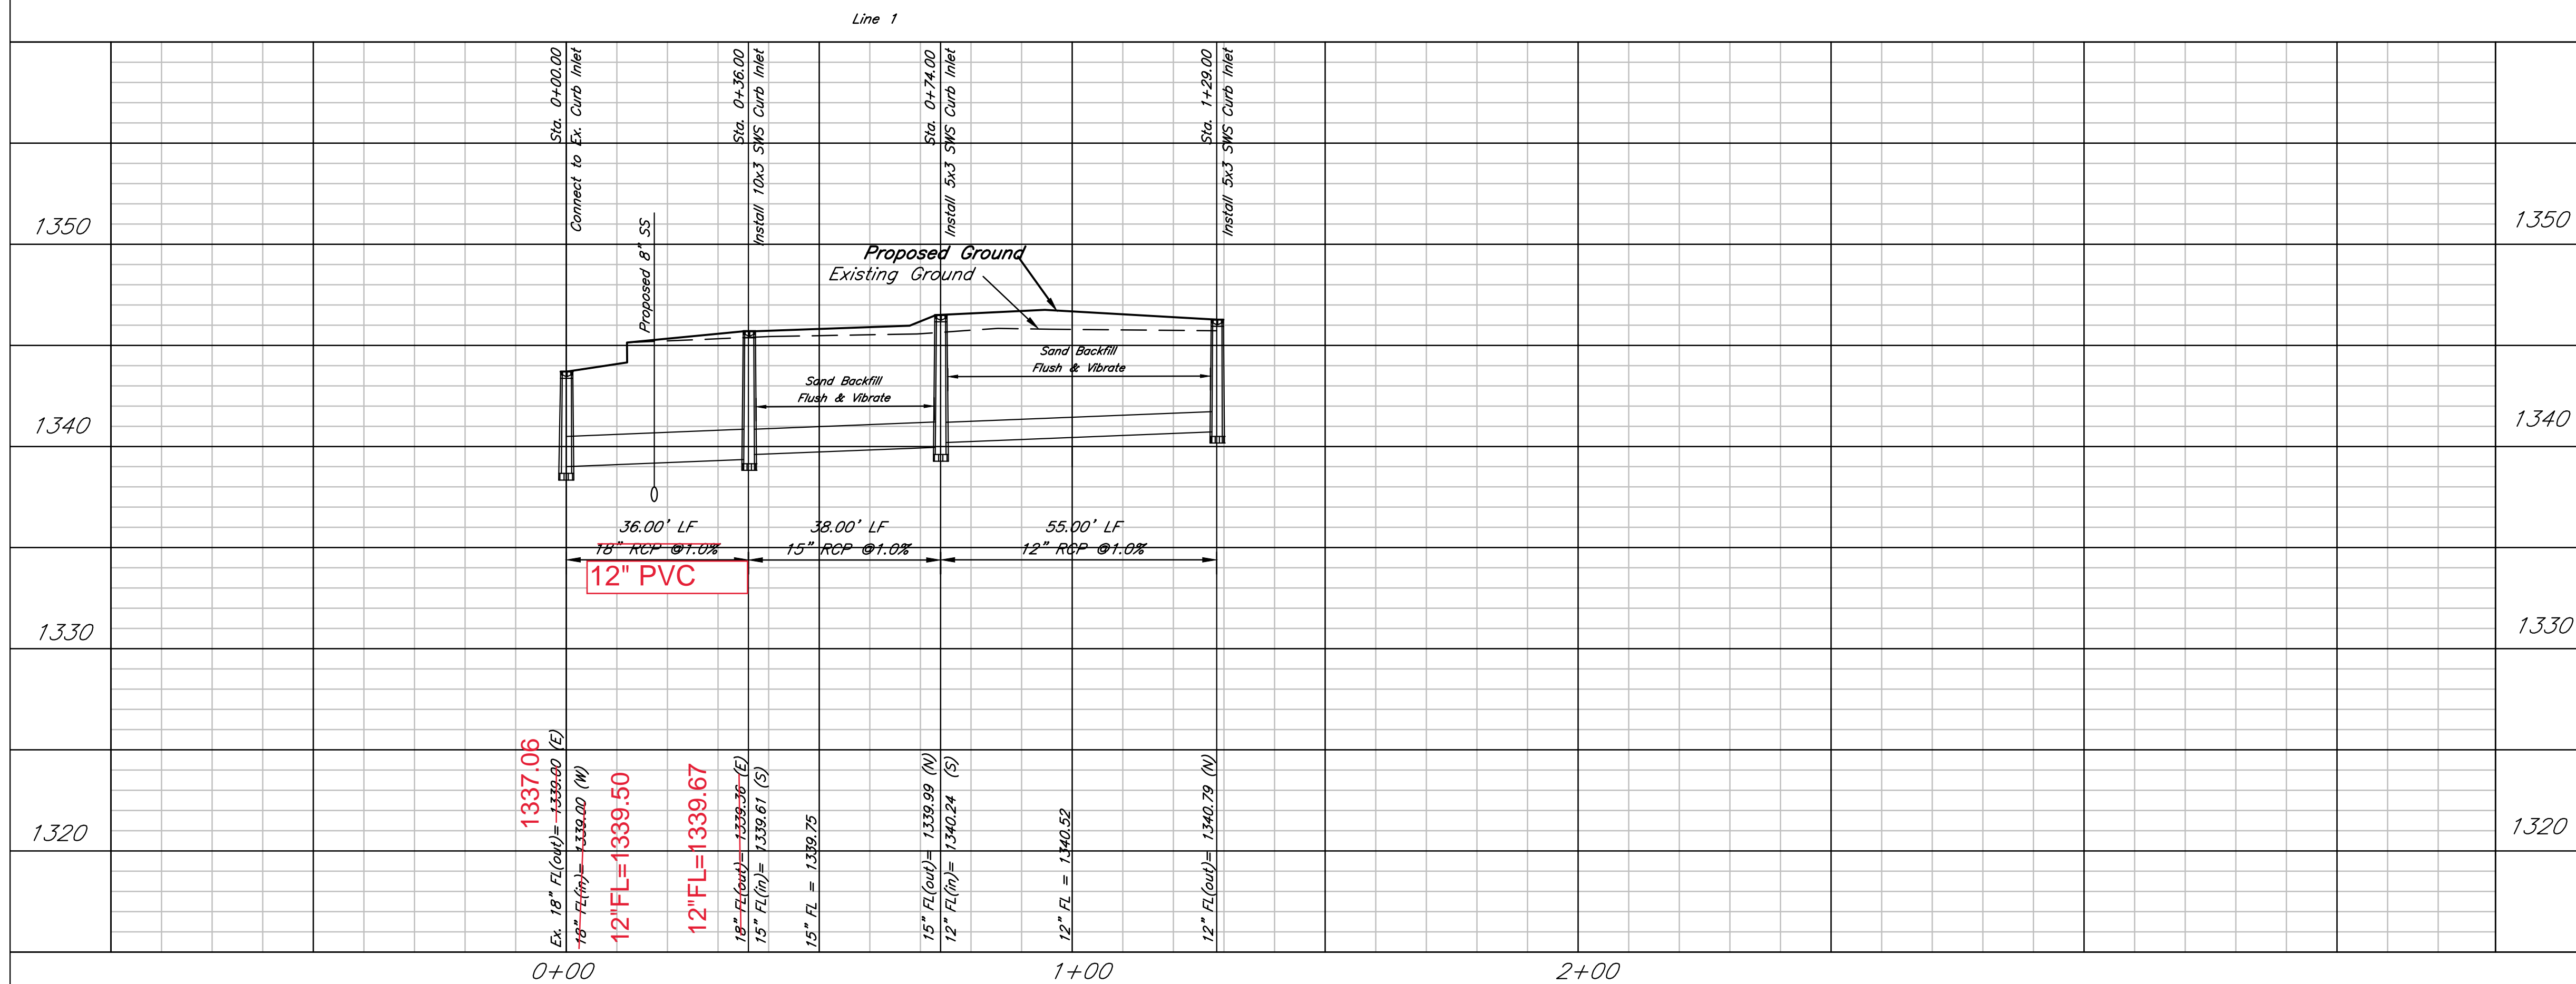 Line 1
Sta. 0+00.00
Connect to Ex. Curb Inlet
Sta. 0+36.00
Install 10x3 SWS Curb Inlet
Sta. 0+74.00
Install 5x3 SWS Curb Inlet
Sta. 1+29.00
Install 5x3 SWS Curb Inlet
1350
1350
Proposed 8" SS
Proposed Ground
Existing Ground
Sand Backfill
Flush & Vibrate
Sand Backfill
Flush & Vibrate
1340
1340
36.00' LF
18" RCP @1.0%
12" PVC
38.00' LF
15" RCP @1.0%
55.00' LF
12" RCP @1.0%
1330
1330
1337.06
Ex. 18" FL(out)= 1339.00 (E)
18" FL(in)= 1339.00 (W)
12"FL=1339.50
12"FL=1339.67
18" FL(out)= 1339.36 (E)
15" FL(in)= 1339.61 (S)
15" FL = 1339.75
15" FL(out)= 1339.99 (N)
12" FL(in)= 1340.24 (S)
12" FL = 1340.52
12" FL(out)= 1340.79 (N)
1320
1320
0+00
1+00
2+00